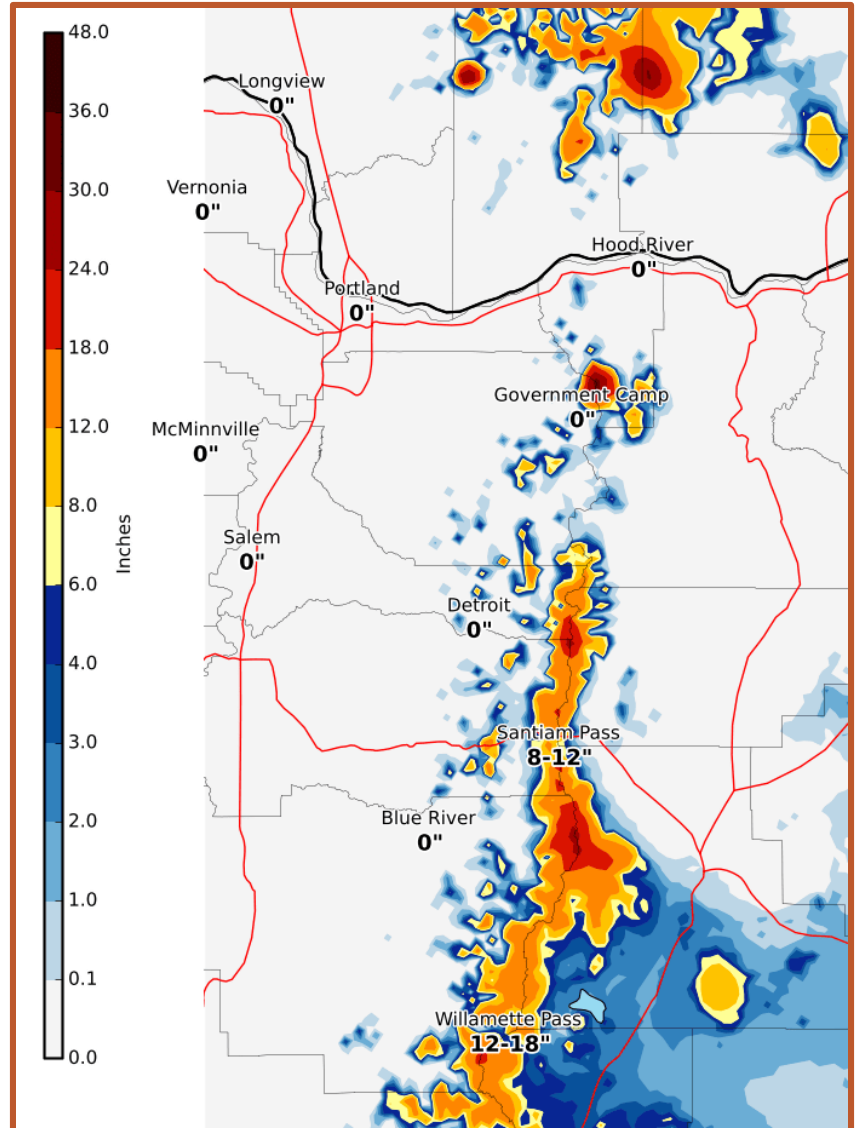 48.0
36.0
30.0
24.0
18.0
12.0
8.0
6.0
4.0
3.0
2.0
1.0
0.1
0.0
Inches
Longview
0"
Vernonia
0"
Hood River
0"
Portland
0"
Government Camp
0"
McMinnville
0"
Salem
0"
Detroit
0"
Santiam Pass
8-12"
Blue River
0"
Willamette Pass
12-18"